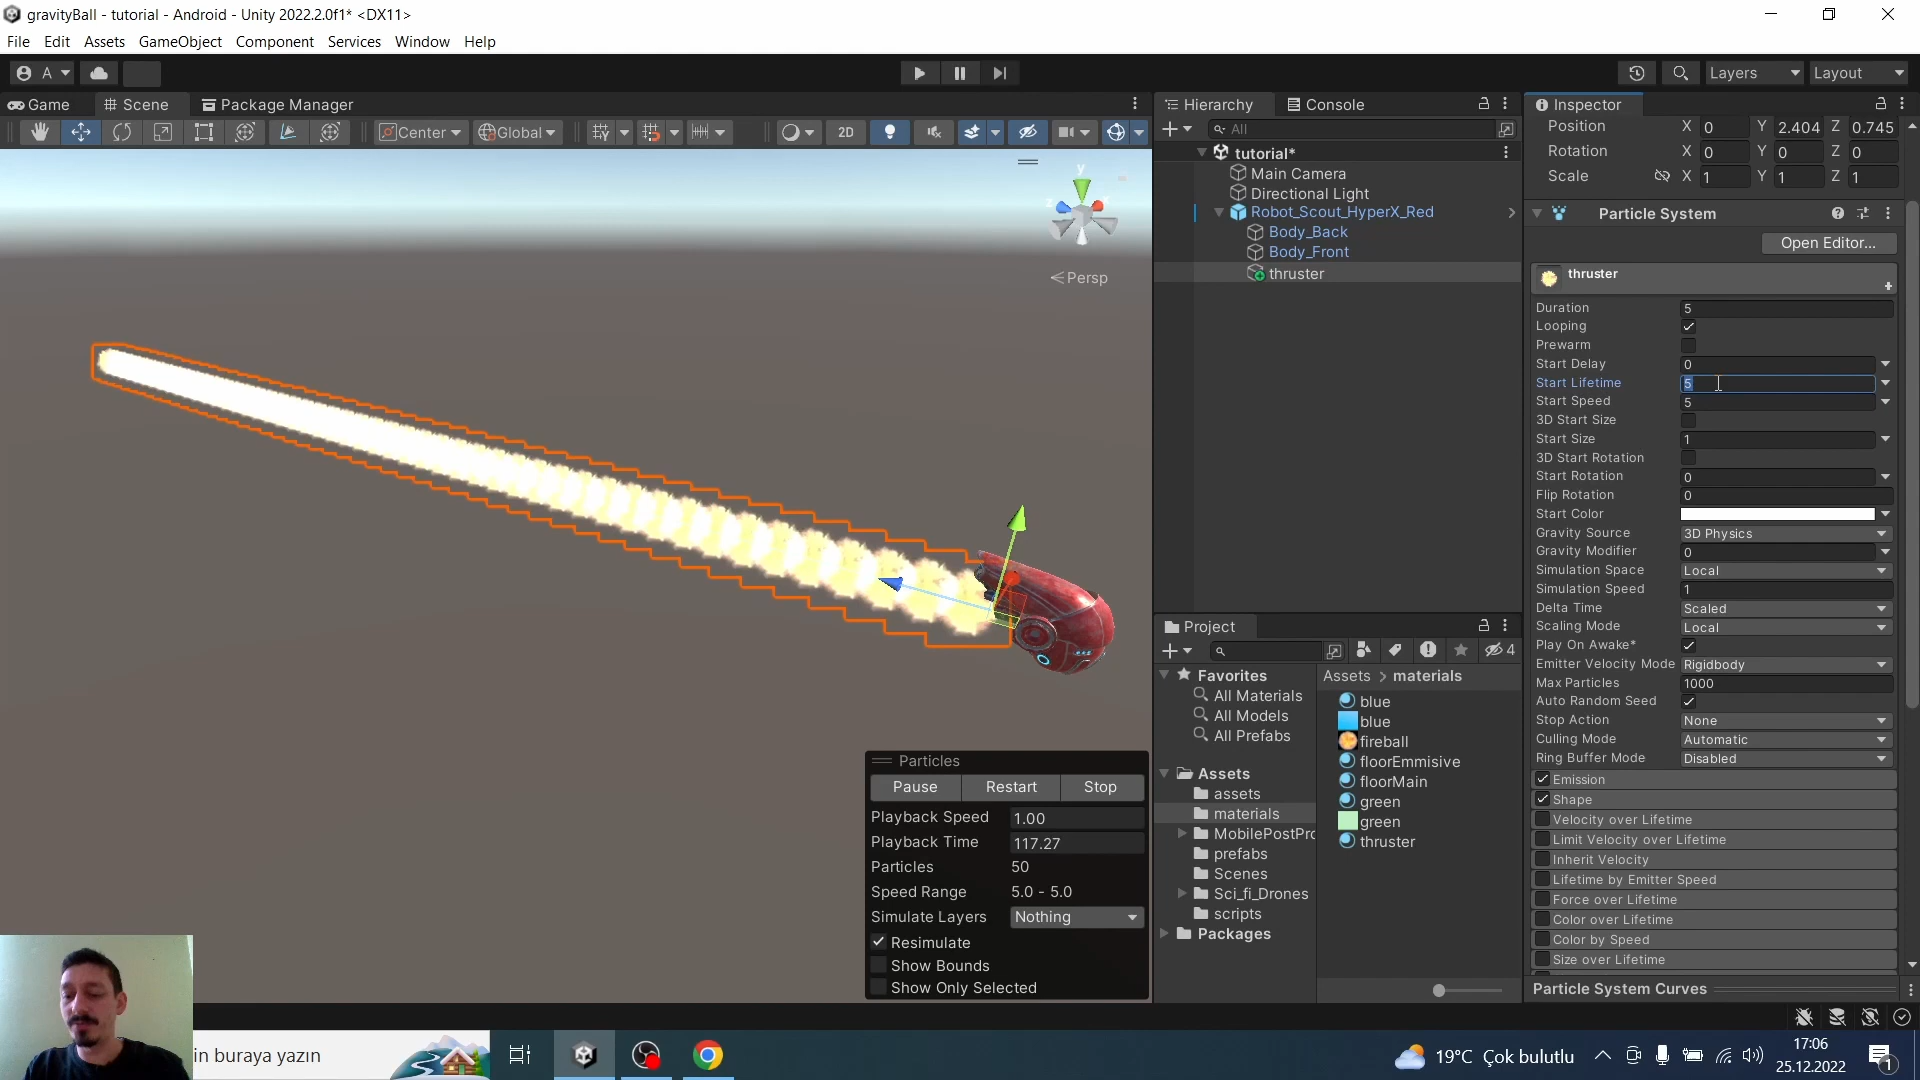 gravityBall - tutorial - Android - Unity 2022.2.0f1* <DX11>
File Edit Assets GameObject Component Services Window Help
A
Layers
Layout
Game
Scene
Package Manager
Center
Global
2D
y
z
x
Persp
Particles
Pause Restart Stop
Playback Speed 1.00
Playback Time 117.27
Particles 50
Speed Range 5.0 - 5.0
Simulate Layers Nothing
Resimulate
Show Bounds
Show Only Selected
Hierarchy
Console
All
tutorial*
Main Camera
Directional Light
Robot_Scout_HyperX_Red
Body_Back
Body_Front
thruster
Project
4
Favorites
All Materials
All Models
All Prefabs
Assets
assets
materials
MobilePostPro
prefabs
Scenes
Sci_fi_Drones
scripts
Packages
Assets > materials
blue
blue
fireball
floorEmmisive
floorMain
green
green
thruster
Inspector
Position X 0 Y 2.404 Z 0.745
Rotation X 0 Y 0 Z 0
Scale X 1 Y 1 Z 1
Particle System
Open Editor...
thruster
Duration 5
Looping
Prewarm
Start Delay 0
Start Lifetime 5
Start Speed 5
3D Start Size
Start Size 1
3D Start Rotation
Start Rotation 0
Flip Rotation 0
Start Color
Gravity Source 3D Physics
Gravity Modifier 0
Simulation Space Local
Simulation Speed 1
Delta Time Scaled
Scaling Mode Local
Play On Awake*
Emitter Velocity Mode Rigidbody
Max Particles 1000
Auto Random Seed
Stop Action None
Culling Mode Automatic
Ring Buffer Mode Disabled
Emission
Shape
Velocity over Lifetime
Limit Velocity over Lifetime
Inherit Velocity
Lifetime by Emitter Speed
Force over Lifetime
Color over Lifetime
Color by Speed
Size over Lifetime
Particle System Curves
in buraya yazın
19°C Çok bulutlu
17:06
25.12.2022
1